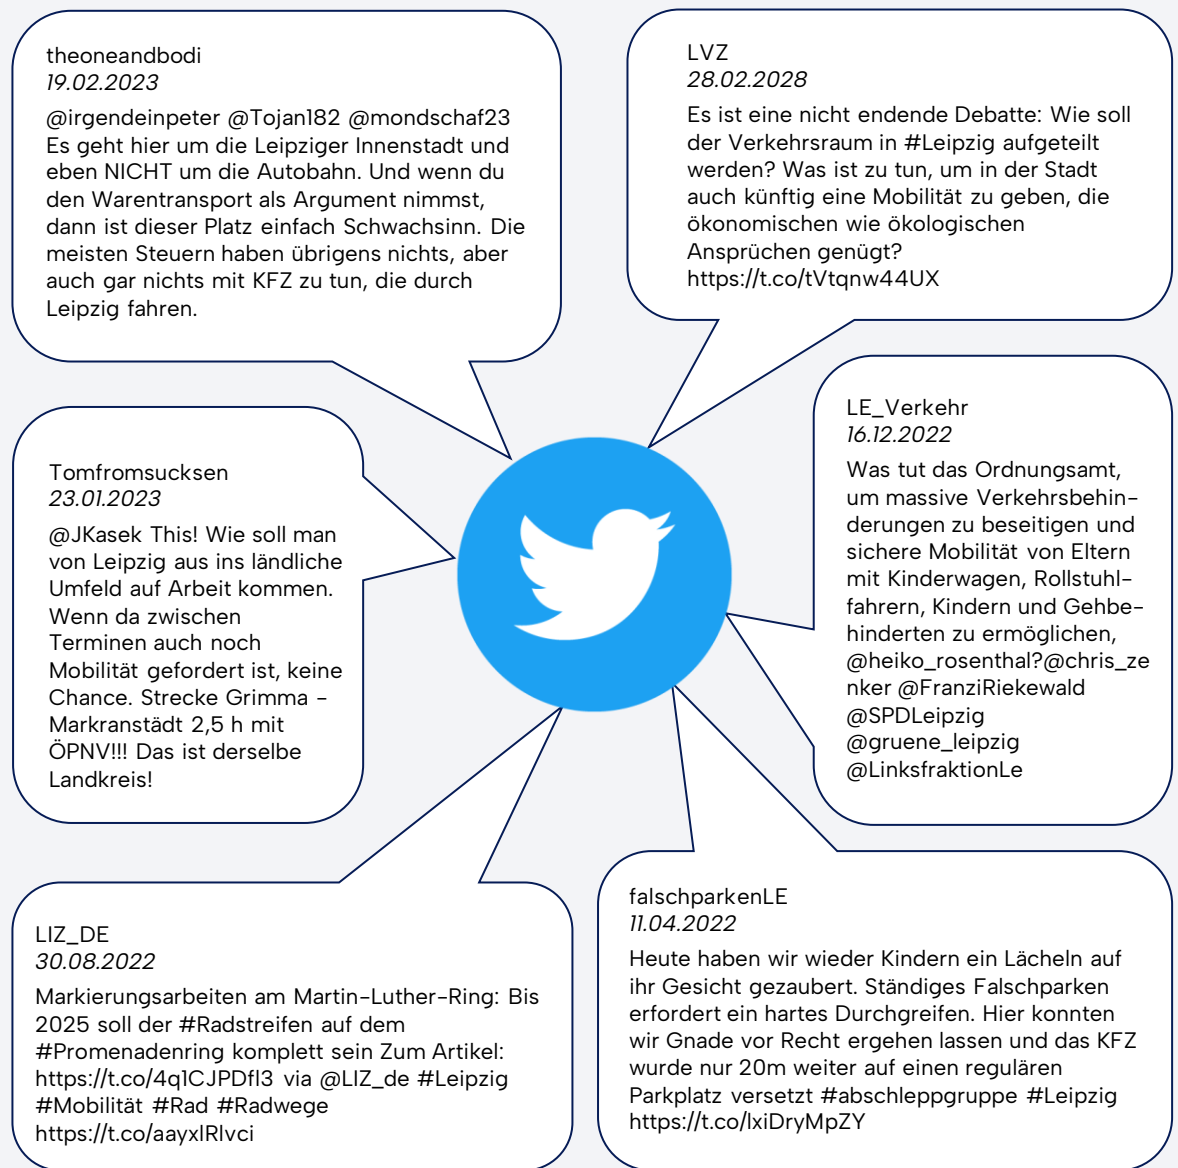 theoneandbodi
19.02.2023
@irgendeinpeter @Tojan182 @mondschaf23
Es geht hier um die Leipziger Innenstadt und
eben NICHT um die Autobahn. Und wenn du
den Warentransport als Argument nimmst,
dann ist dieser Platz einfach Schwachsinn. Die
meisten Steuern haben übrigens nichts, aber
auch gar nichts mit KFZ zu tun, die durch
Leipzig fahren.
LVZ
28.02.2028
Es ist eine nicht endende Debatte: Wie soll
der Verkehrsraum in #Leipzig aufgeteilt
werden? Was ist zu tun, um in der Stadt
auch künftig eine Mobilität zu geben, die
ökonomischen wie ökologischen
Ansprüchen genügt?
https://t.co/tVtqnw44UX
Tomfromsucksen
23.01.2023
@JKasek This! Wie soll man
von Leipzig aus ins ländliche
Umfeld auf Arbeit kommen.
Wenn da zwischen
Terminen auch noch
Mobilität gefordert ist, keine
Chance. Strecke Grimma -
Markranstädt 2,5 h mit
ÖPNV!!! Das ist derselbe
Landkreis!
LE_Verkehr
16.12.2022
Was tut das Ordnungsamt,
um massive Verkehrsbehin-
derungen zu beseitigen und
sichere Mobilität von Eltern
mit Kinderwagen, Rollstuhl-
fahrern, Kindern und Gehbe-
hinderten zu ermöglichen,
@heiko_rosenthal?@chris_ze
nker @FranziRiekewald
@SPDLeipzig
@gruene_leipzig
@LinksfraktionLe
LIZ_DE
30.08.2022
Markierungsarbeiten am Martin-Luther-Ring: Bis
2025 soll der #Radstreifen auf dem
#Promenadenring komplett sein Zum Artikel:
https://t.co/4q1CJPDfl3 via @LIZ_de #Leipzig
#Mobilität #Rad #Radwege
https://t.co/aayxlRlvci
falschparkenLE
11.04.2022
Heute haben wir wieder Kindern ein Lächeln auf
ihr Gesicht gezaubert. Ständiges Falschparken
erfordert ein hartes Durchgreifen. Hier konnten
wir Gnade vor Recht ergehen lassen und das KFZ
wurde nur 20m weiter auf einen regulären
Parkplatz versetzt #abschleppgruppe #Leipzig
https://t.co/lxiDryMpZY